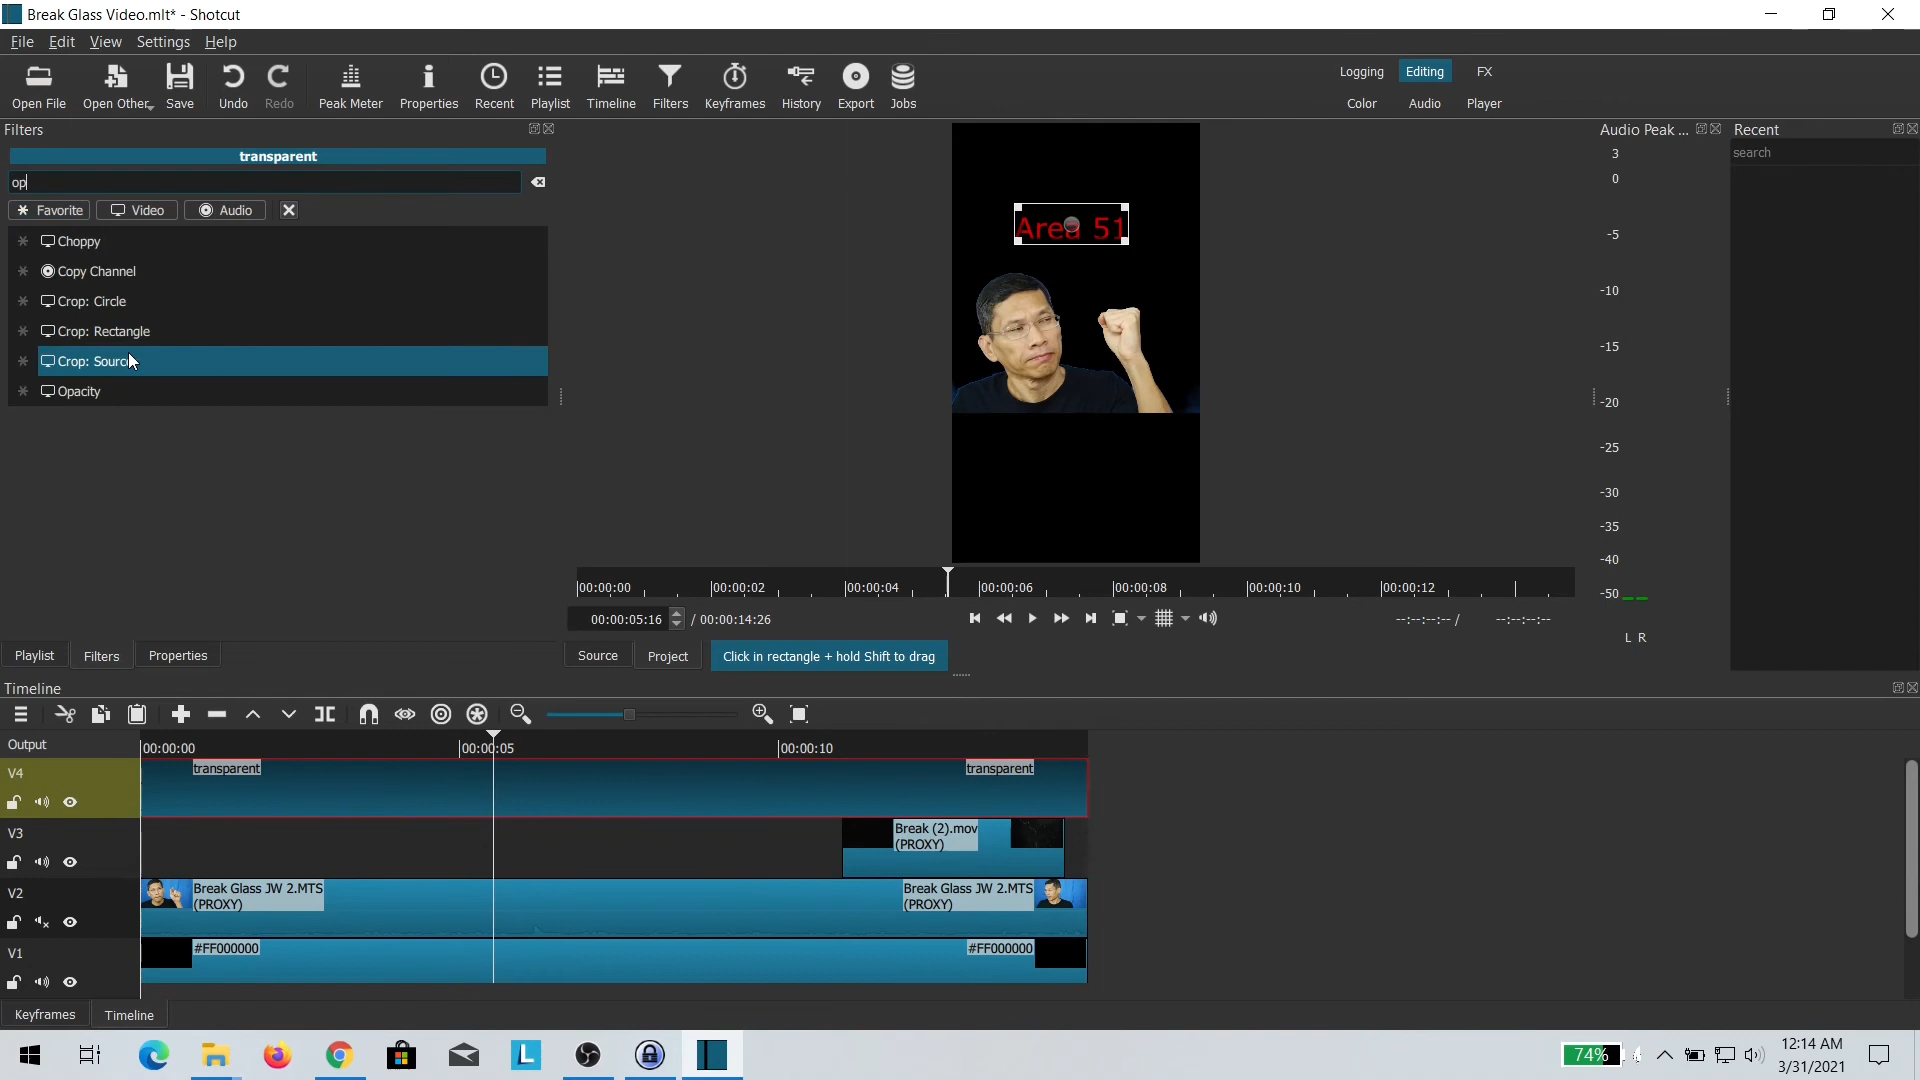 Break Glass Video.mlt* - Shotcut
File Edit View Settings Help
Open File Open Other Save Undo Redo Peak Meter Properties Recent Playlist Timeline Filters Keyframes History Export Jobs
Logging Editing FX
Color Audio Player
Filters
transparent
op
Favorite Video Audio
Choppy
Copy Channel
Crop: Circle
Crop: Rectangle
Crop: Source
Opacity
Area 51
Audio Peak ...
3
0
-5
-10
-15
-20
-25
-30
-35
-40
-50
L R
Recent
search
00:00:00 00:00:02 00:00:04 00:00:06 00:00:08 00:00:10 00:00:12
00:00:05:16 / 00:00:14:26
--:--:--:-- / --:--:--:--
Playlist Filters Properties
Source Project Click in rectangle + hold Shift to drag
Timeline
Output
00:00:00 00:00:05 00:00:10
V4
transparent transparent
V3
Break (2).mov
(PROXY)
V2
Break Glass JW 2.MTS Break Glass JW 2.MTS
(PROXY) (PROXY)
V1
#FF000000 #FF000000
Keyframes Timeline
L
74%
12:14 AM
3/31/2021